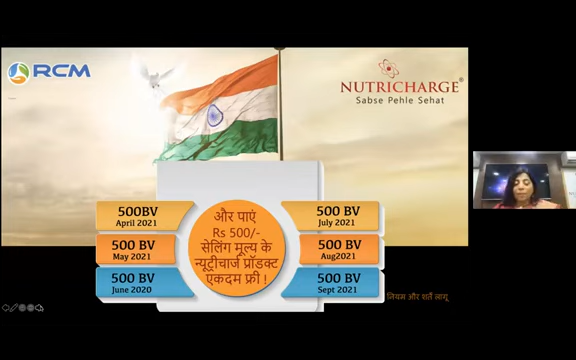 RCM
NUTRICHARGE®
Sabse Pehle Sehat
500BV
April 2021
500 BV
May 2021
500 BV
June 2020
और पाएं
Rs 500/-
सेलिंग मूल्य के
न्यूट्रीचार्ज प्रॉडक्ट
एकदम फ्री !
500 BV
July 2021
500 BV
Aug2021
500 BV
Sept 2021
नियम और शर्तें लागू